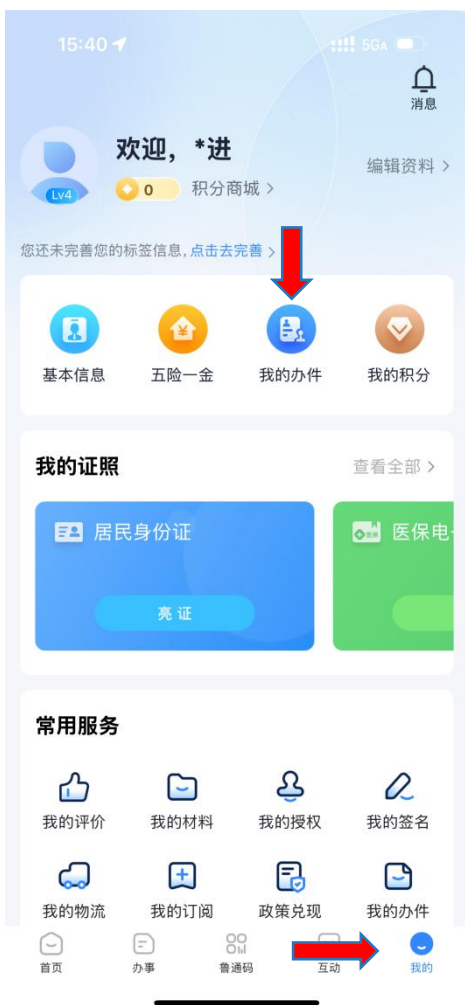 15:40 5GA
消息
欢迎，*进
编辑资料 >
Lv4 0 积分商城 >
您还未完善您的标签信息,点击去完善 >
基本信息 五险一金 我的办件 我的积分
我的证照 查看全部 >
居民身份证 医保 医保电
亮证
常用服务
我的评价 我的材料 我的授权 我的签名
我的物流 我的订阅 政策兑现 我的办件
首页 办事 鲁通码 互动 我的